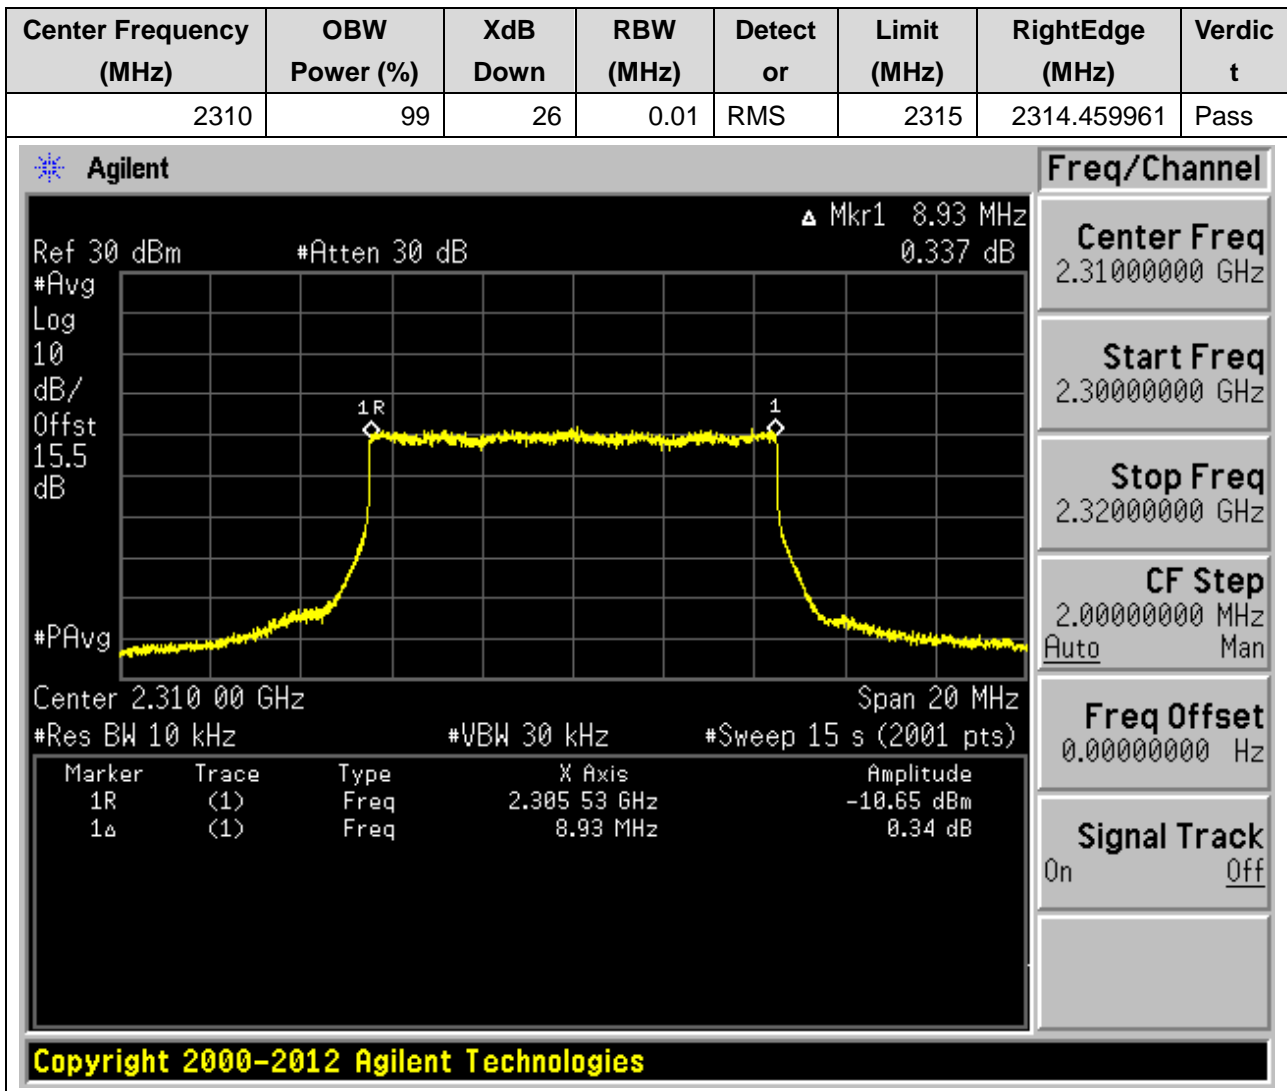 Center Frequency (MHz) OBW Power (%) XdB Down RBW (MHz) Detect or Limit (MHz) RightEdge (MHz) Verdic t
2310 99 26 0.01 RMS 2315 2314.459961 Pass
Agilent
Freq/Channel
Δ Mkr1 8.93 MHz
Ref 30 dBm #Atten 30 dB 0.337 dB
#Avg
Log
10
dB/
Offst
15.5
dB
1R
1
#PAvg
Center 2.310 00 GHz Span 20 MHz
#Res BW 10 kHz #VBW 30 kHz #Sweep 15 s (2001 pts)
Marker Trace Type X Axis Amplitude
1R (1) Freq 2.305 53 GHz -10.65 dBm
1Δ (1) Freq 8.93 MHz 0.34 dB
Center Freq
2.31000000 GHz
Start Freq
2.30000000 GHz
Stop Freq
2.32000000 GHz
CF Step
2.00000000 MHz
Auto Man
Freq Offset
0.00000000 Hz
Signal Track
On Off
Copyright 2000-2012 Agilent Technologies